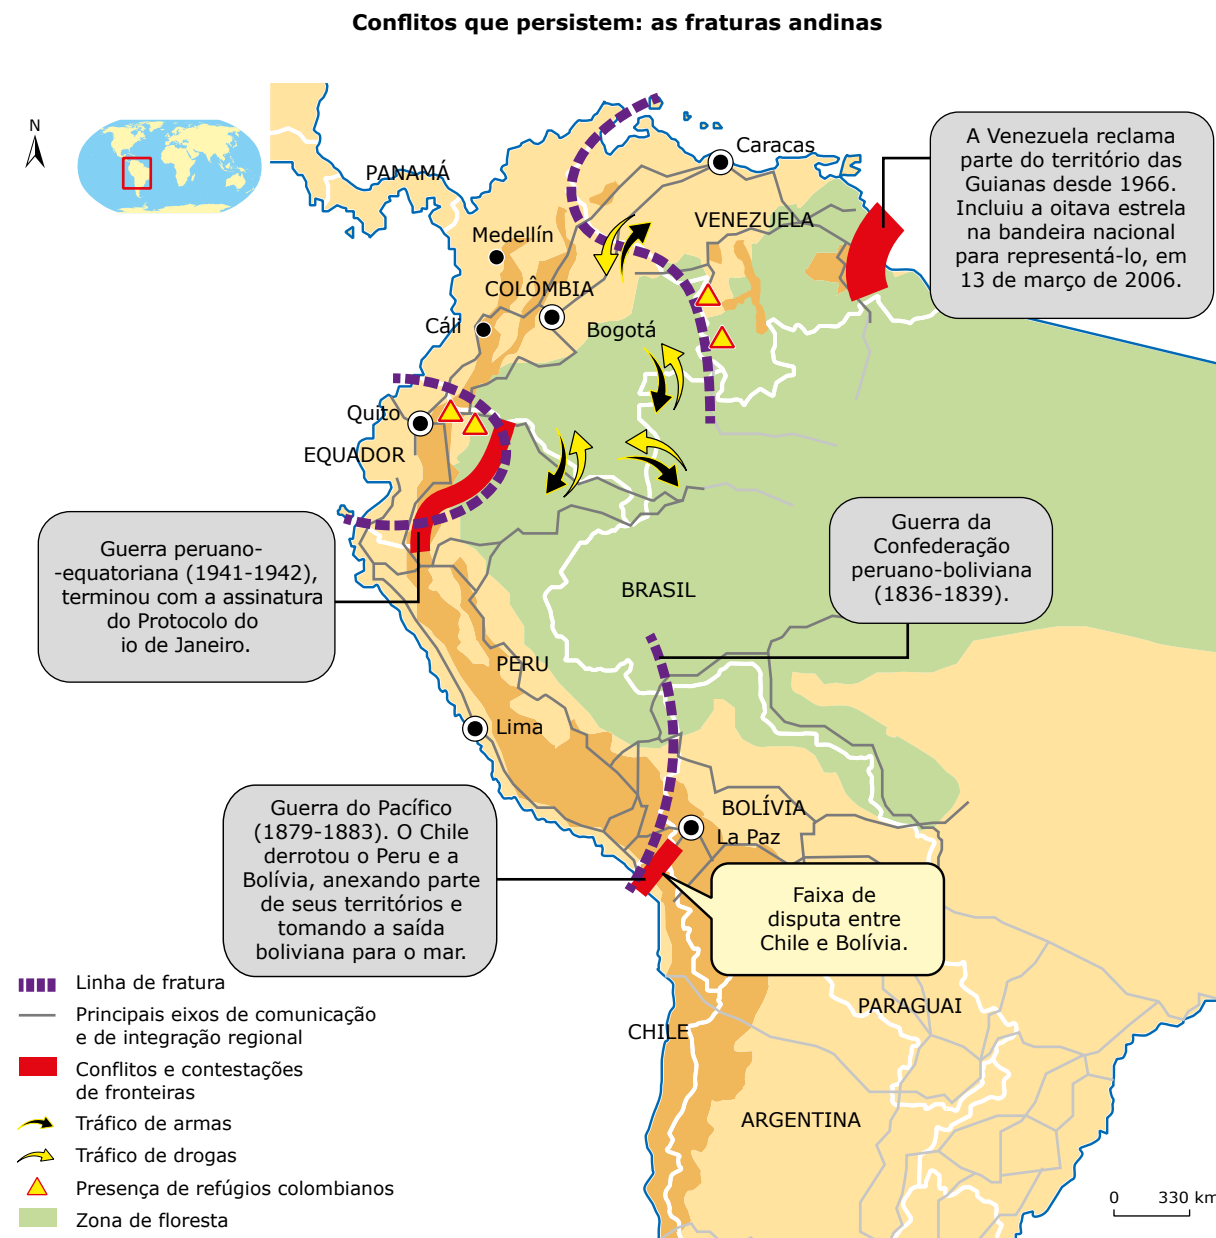 Conflitos que persistem: as fraturas andinas
N
PANAMÁ
Caracas
VENEZUELA
Medellín
COLÔMBIA
Cáli
Bogotá
Quito
EQUADOR
A Venezuela reclama
parte do território das
Guianas desde 1966.
Incluiu a oitava estrela
na bandeira nacional
para representá-lo, em
13 de março de 2006.
Guerra peruano-
-equatoriana (1941-1942),
terminou com a assinatura
do Protocolo do
io de Janeiro.
Guerra da
Confederação
peruano-boliviana
(1836-1839).
BRASIL
PERU
Lima
Guerra do Pacífico
(1879-1883). O Chile
derrotou o Peru e a
Bolívia, anexando parte
de seus territórios e
tomando a saída
boliviana para o mar.
BOLÍVIA
La Paz
Faixa de
disputa entre
Chile e Bolívia.
PARAGUAI
CHILE
ARGENTINA
Linha de fratura
Principais eixos de comunicação
e de integração regional
Conflitos e contestações
de fronteiras
Tráfico de armas
Tráfico de drogas
Presença de refúgios colombianos
Zona de floresta
0 330 km